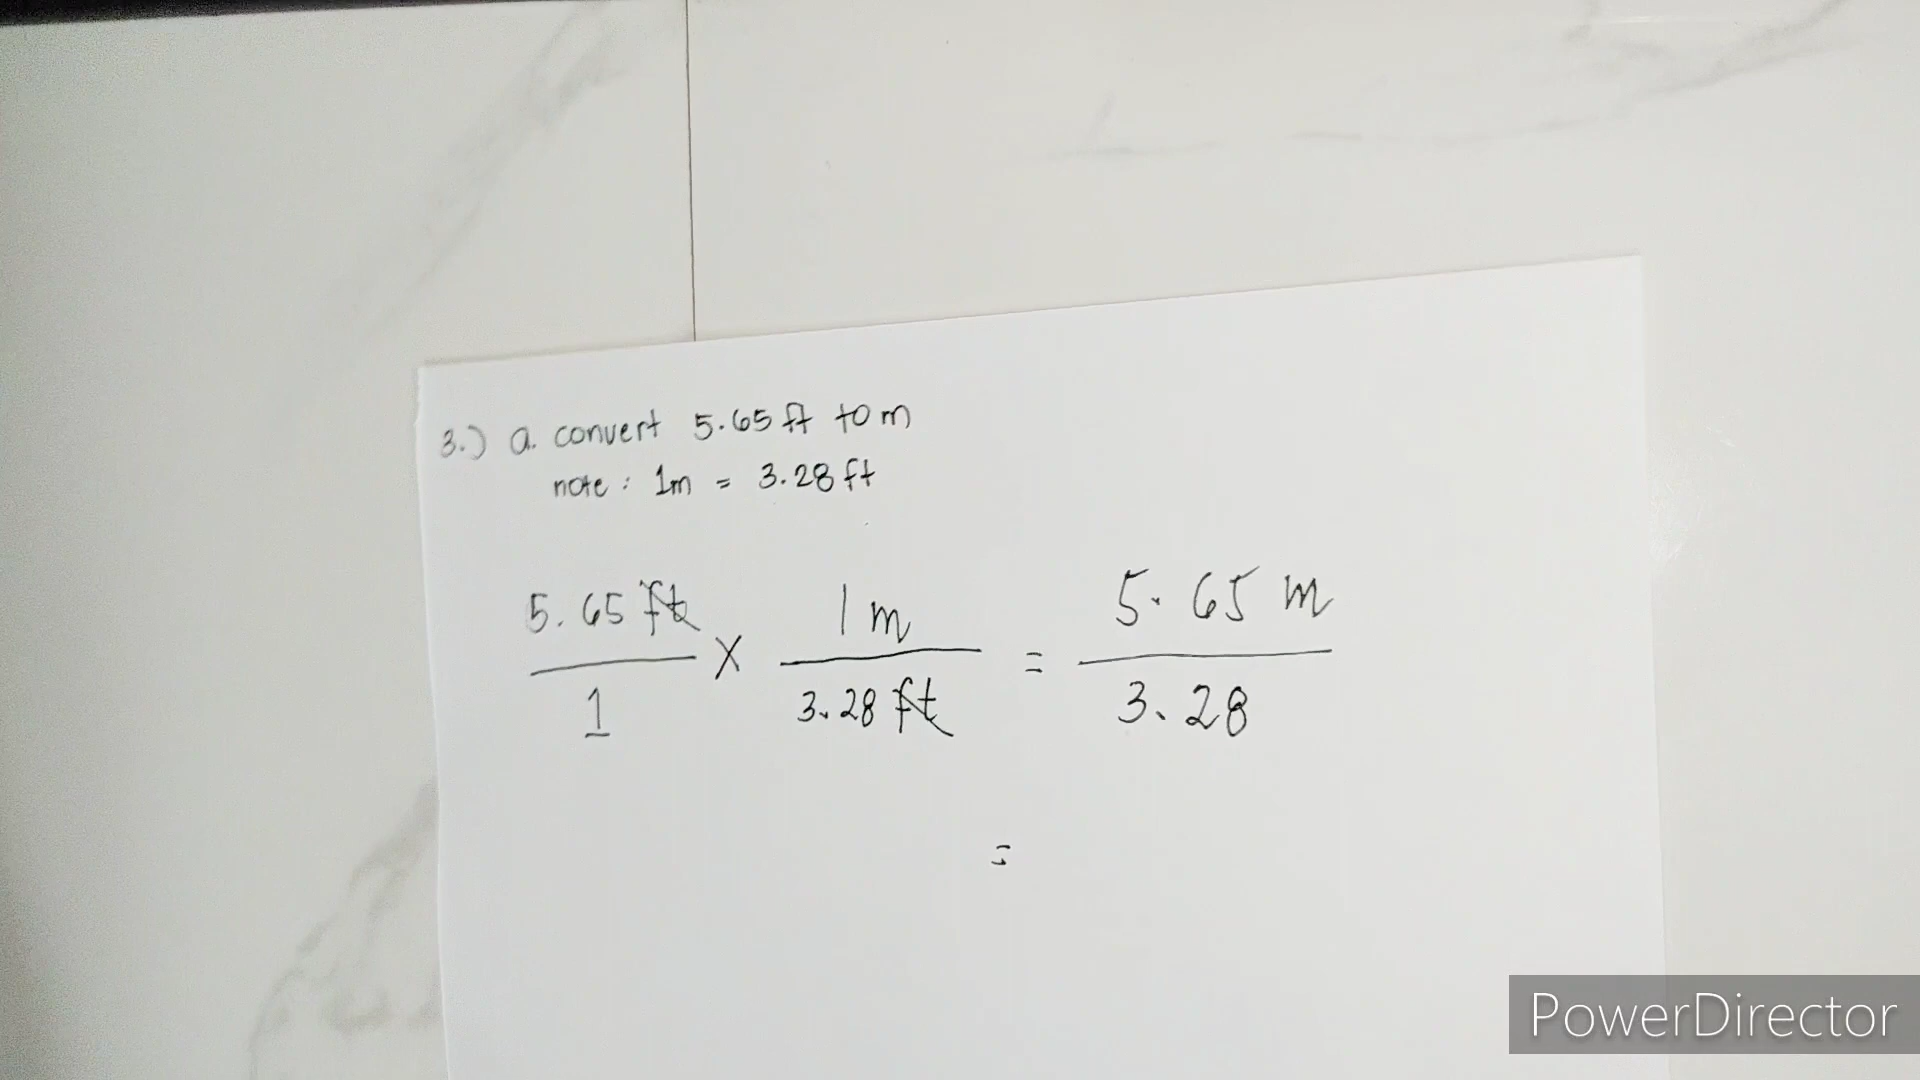 3.) a. convert 5.65 ft to m
note : 1m = 3.28 ft
5.65 ft / 1 X 1 m / 3.28 ft = 5.65 m / 3.28
=
PowerDirector